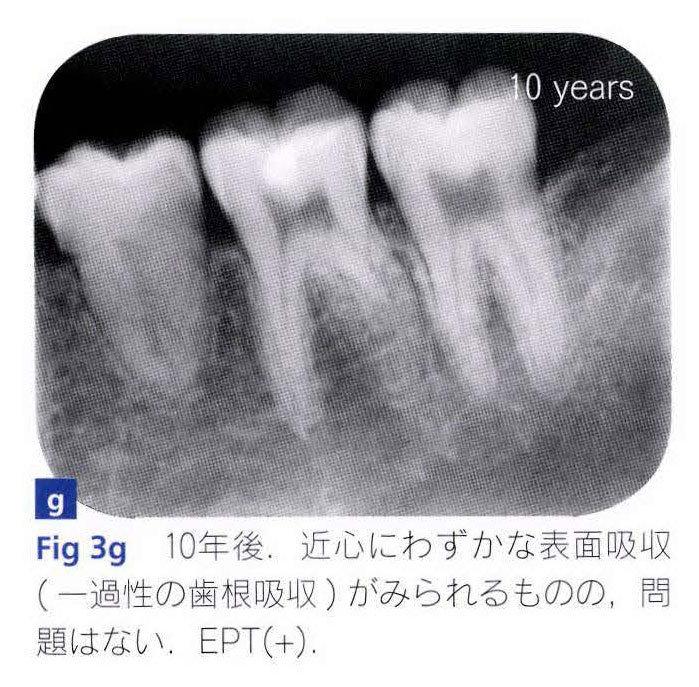 10 years
g
Fig 3g　10年後．近心にわずかな表面吸収
(一過性の歯根吸収)がみられるものの，問
題はない．EPT(+)．